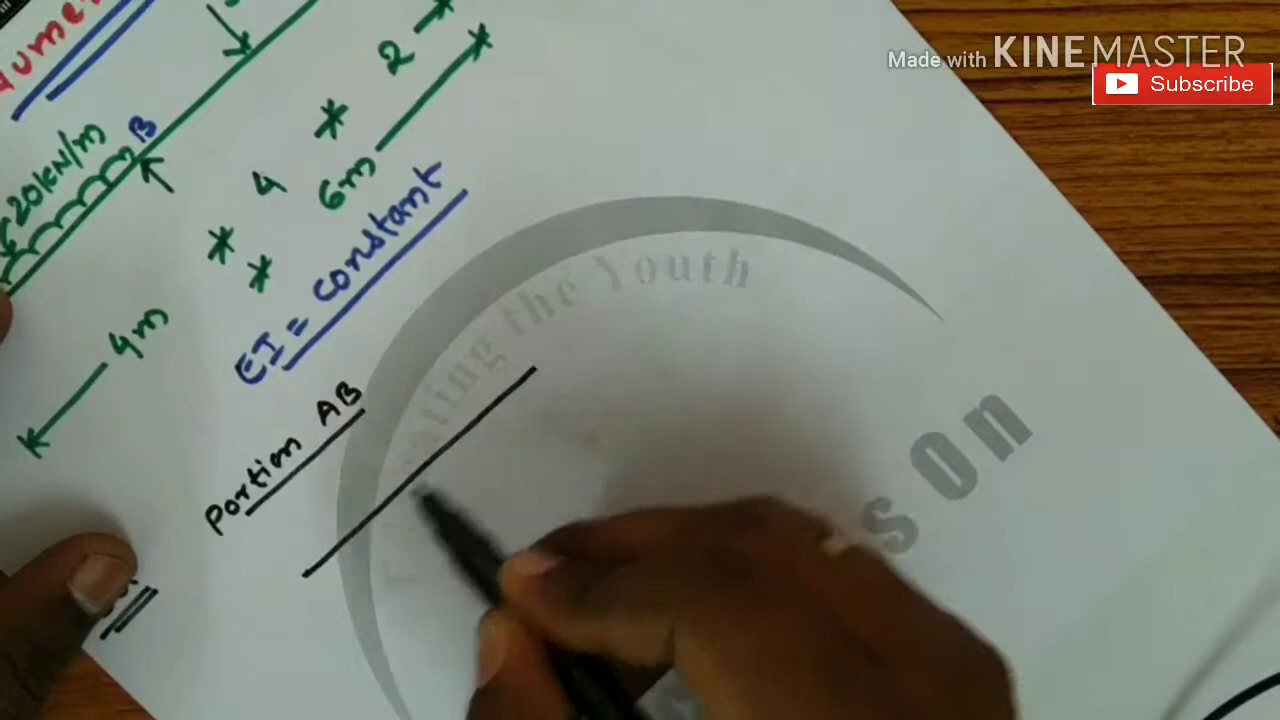 Made with KINEMASTER
Subscribe
20kN/m
B
2
4
6m
4m
EI = constant
Portion AB
the Youth
s On